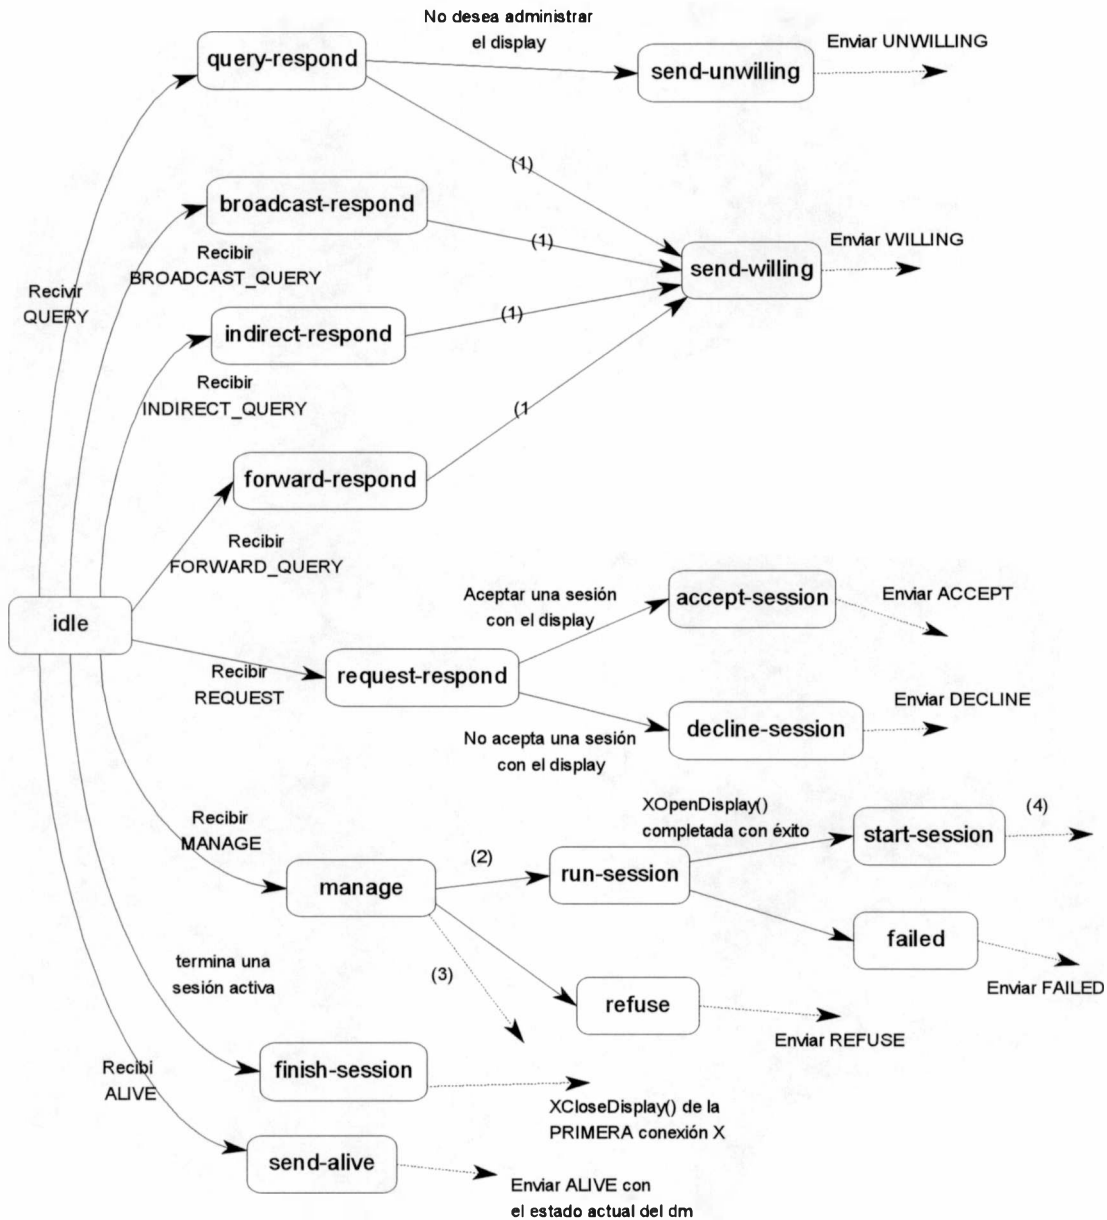 No desea administrar
el display
query-respond
send-unwilling
Enviar UNWILLING
(1)
broadcast-respond
(1)
Enviar WILLING
send-willing
Recibir
BROADCAST_QUERY
Recivir
QUERY
indirect-respond
(1)
Recibir
INDIRECT_QUERY
(1
forward-respond
Recibir
FORWARD_QUERY
idle
Aceptar una sesión
con el display
accept-session
Enviar ACCEPT
Recibir
REQUEST
request-respond
Enviar DECLINE
No acepta una sesión
con el display
decline-session
Recibir
MANAGE
XOpenDisplay()
completada con éxito
start-session
(4)
(2)
manage
run-session
failed
Enviar FAILED
termina una
sesión activa
(3)
refuse
Enviar REFUSE
Recibi
ALIVE
finish-session
XCloseDisplay() de la
PRIMERA conexión X
send-alive
Enviar ALIVE con
el estado actual del dm